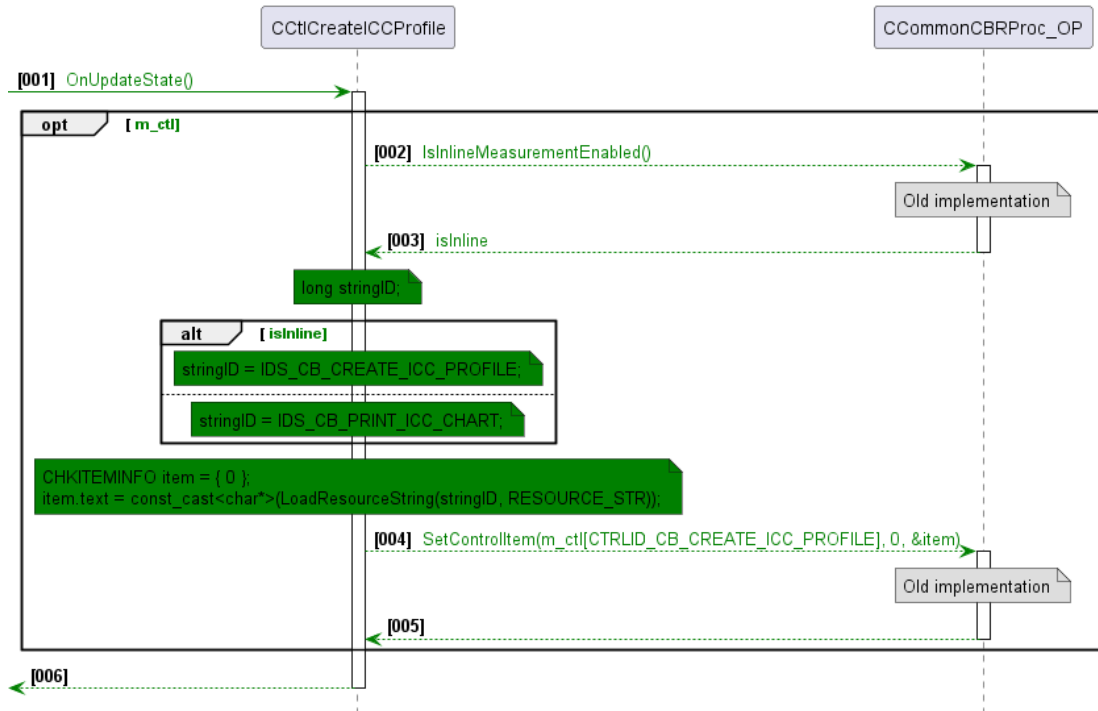 CCtlCreateICCProfile
CCommonCBRProc_OP
[001] OnUpdateState()
opt [ m_ctl]
[002] IsInlineMeasurementEnabled()
Old implementation
[003] isInline
long stringID;
alt [ isInline]
stringID = IDS_CB_CREATE_ICC_PROFILE;
stringID = IDS_CB_PRINT_ICC_CHART;
CHKITEMINFO item = { 0 };
item.text = const_cast<char*>(LoadResourceString(stringID, RESOURCE_STR));
[004] SetControlItem(m_ctl[CTRLID_CB_CREATE_ICC_PROFILE], 0, &item)
Old implementation
[005]
[006]